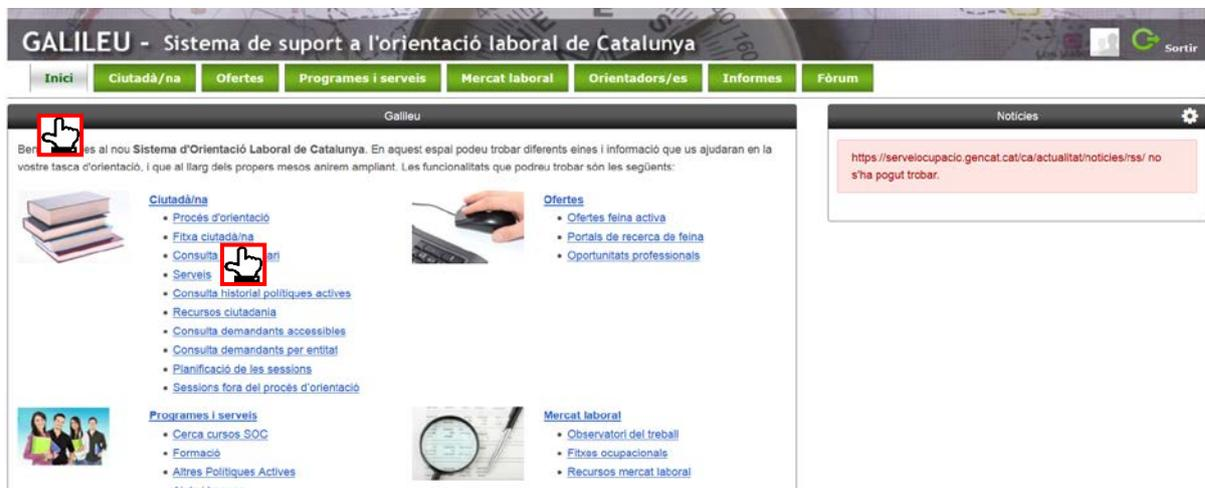 GALILEU - Sistema de suport a l'orientació laboral de Catalunya
Sortir
Inici Ciutadà/na Ofertes Programes i serveis Mercat laboral Orientadors/es Informes Fòrum
Galileu
es al nou Sistema d'Orientació Laboral de Catalunya. En aquest espai podeu trobar diferents eines i informació que us ajudaran en la
vostre tasca d'orientació, i que al llarg dels propers mesos anirem ampliant. Les funcionalitats que podreu trobar són les següents:
Ciutadà/na
Procés d'orientació
Fitxa ciutadà/na
Consulta
Serveis
Consulta historial polítiques actives
Recursos ciutadania
Consulta demandants accessibles
Consulta demandants per entitat
Planificació de les sessions
Sessions fora del procés d'orientació
Ofertes
Ofertes feina activa
Portals de recerca de feina
Oportunitats professionals
Programes i serveis
Cerca cursos SOC
Formació
Altres Polítiques Actives
Mercat laboral
Observatori del treball
Fitxes ocupacionals
Recursos mercat laboral
Notícies
https://serveiocupacio.gencat.cat/ca/actualitat/noticies/rss/ no
s'ha pogut trobar.